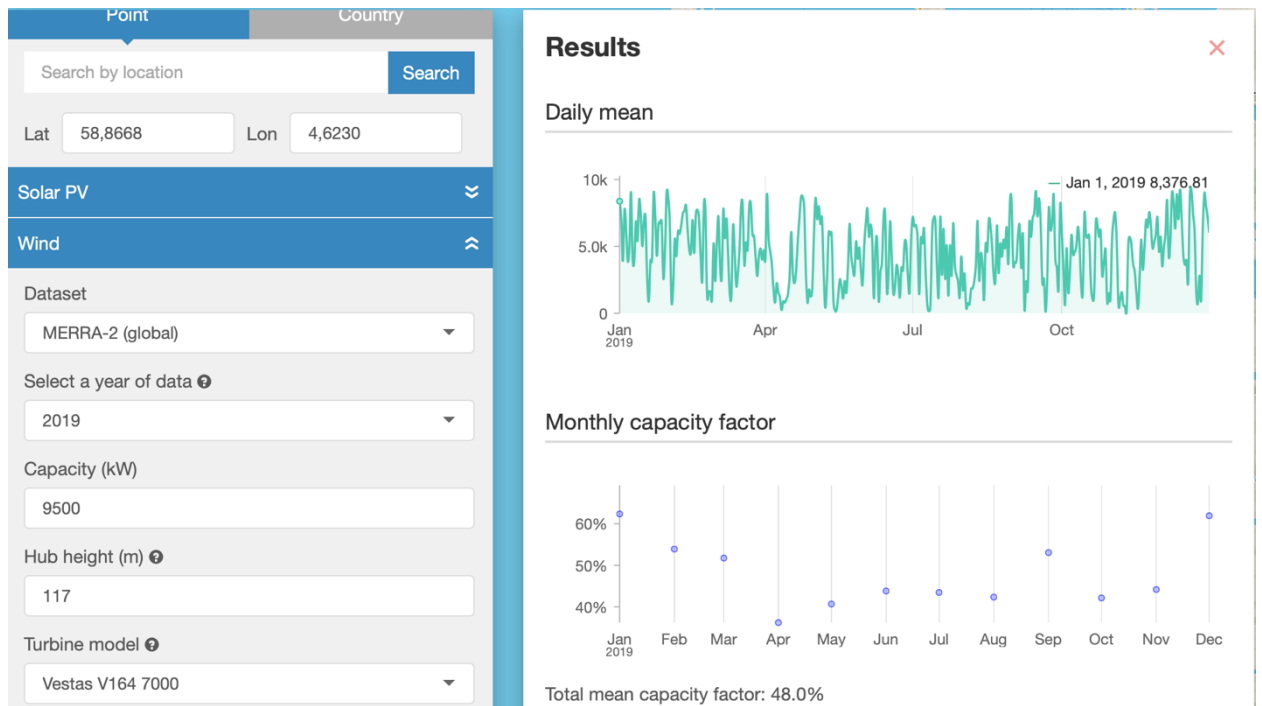 Point
Country
Search by location
Search
Lat
58,8668
Lon
4,6230
Solar PV
Wind
Dataset
MERRA-2 (global)
Select a year of data
2019
Capacity (kW)
9500
Hub height (m)
117
Turbine model
Vestas V164 7000
Results
Daily mean
10k
Jan 1, 2019 8,376.81
5.0k
0
Jan Apr Jul Oct
2019
Monthly capacity factor
60%
50%
40%
Jan Feb Mar Apr May Jun Jul Aug Sep Oct Nov Dec
2019
Total mean capacity factor: 48.0%